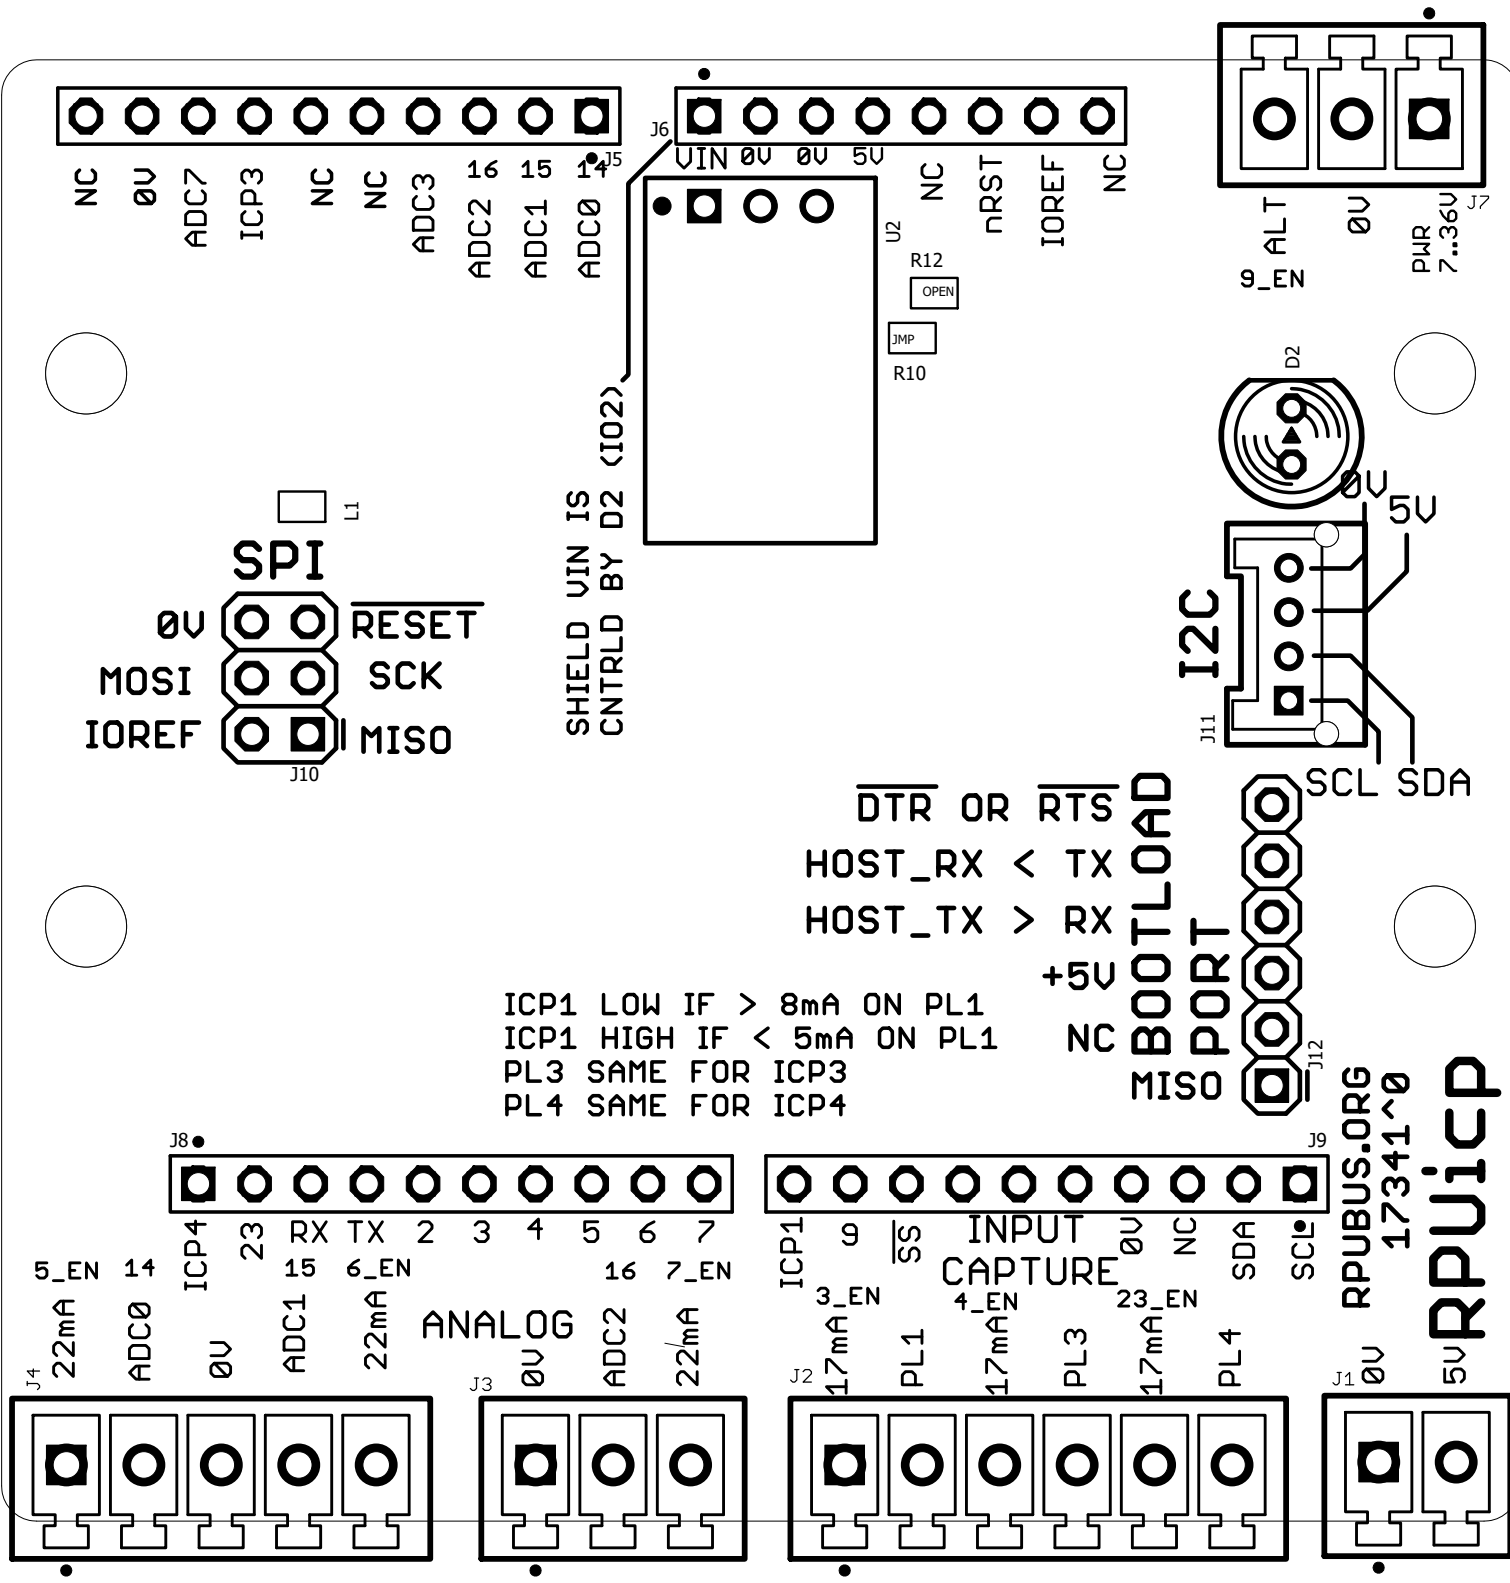 J6
J5
VIN
0V
0V
5V
NC
nRST
IOREF
NC
NC
0V
ADC7
ICP3
NC
NC
ADC3
16
ADC2
15
ADC1
14
ADC0
J7
ALT
9_EN
0V
PWR
7..36V
U2
R12
OPEN
JMP
R10
D2
SHIELD VIN IS
CNTRLD BY D2 (IO2)
L1
SPI
0V
RESET
MOSI
SCK
IOREF
MISO
J10
0V
5V
I2C
J11
SCL SDA
DTR OR RTS
HOST_RX < TX
HOST_TX > RX
+5V
NC
MISO
BOOTLOAD
PORT
J12
ICP1 LOW IF > 8mA ON PL1
ICP1 HIGH IF < 5mA ON PL1
PL3 SAME FOR ICP3
PL4 SAME FOR ICP4
RPUBUS.ORG
17341^0
RPUicp
J8
J9
ICP4
23
RX
TX
2
3
4
5
6
7
ICP1
9
SS
INPUT
CAPTURE
0V
NC
SDA
SCL
5_EN
22mA
14
ADC0
0V
15
ADC1
6_EN
22mA
ANALOG
0V
16
ADC2
7_EN
22mA
3_EN
17mA
PL1
4_EN
17mA
PL3
23_EN
17mA
PL4
0V
5V
J4
J3
J2
J1